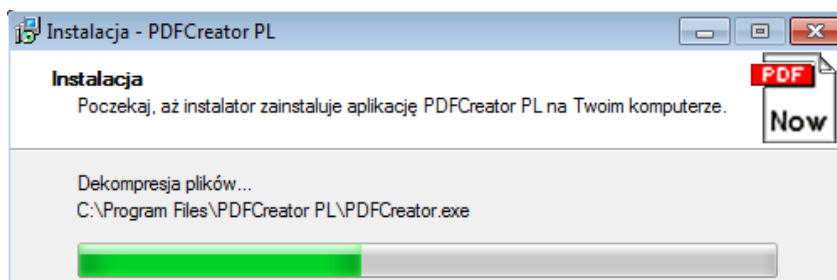 Instalacja - PDFCreator PL
Instalacja
Poczekaj, aż instalator zainstaluje aplikację PDFCreator PL na Twoim komputerze.
PDF
Now
Dekompresja plików...
C:\Program Files\PDFCreator PL\PDFCreator.exe